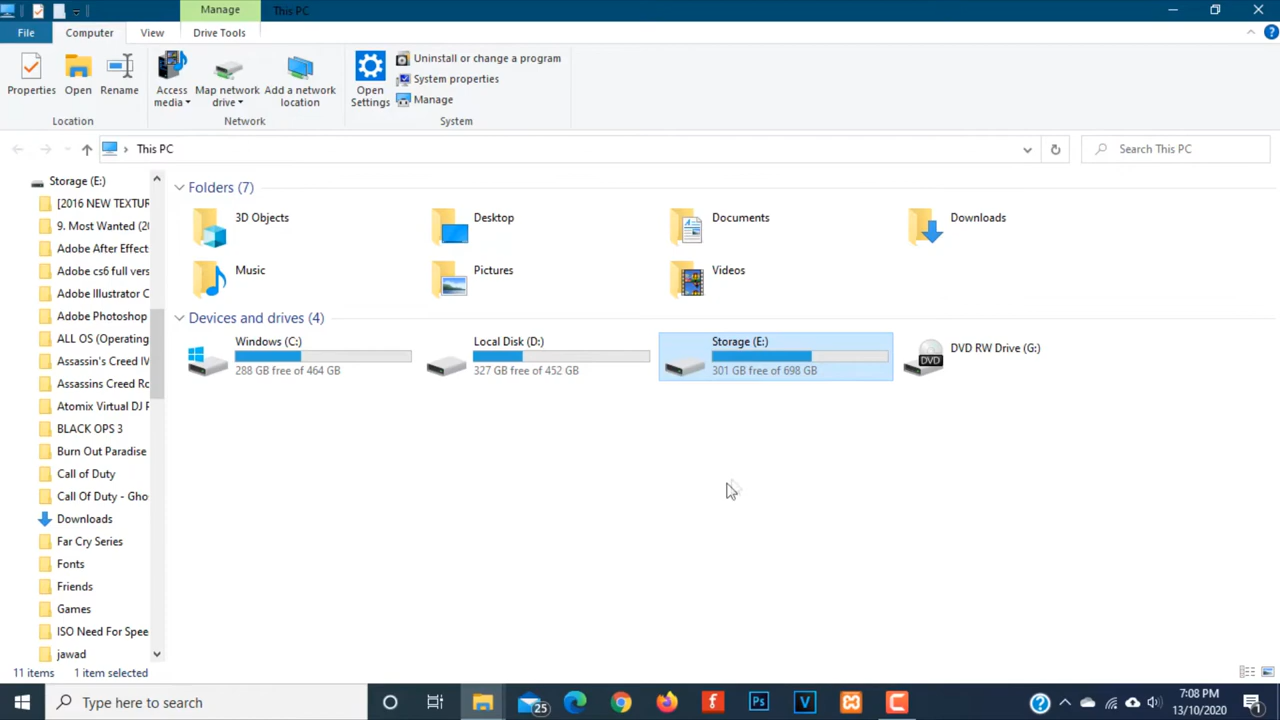 Manage
This PC
File
Computer
View
Drive Tools
Properties
Open
Rename
Access media
Map network drive
Add a network location
Open Settings
Uninstall or change a program
System properties
Manage
Location
Network
System
This PC
Search This PC
Storage (E:)
[2016 NEW TEXTUR
9. Most Wanted (20
Adobe After Effect
Adobe cs6 full vers
Adobe Illustrator C
Adobe Photoshop
ALL OS (Operating
Assassin's Creed IV
Assassins Creed Ro
Atomix Virtual DJ P
BLACK OPS 3
Burn Out Paradise
Call of Duty
Call Of Duty - Gho
Downloads
Far Cry Series
Fonts
Friends
Games
ISO Need For Spee
jawad
Folders (7)
3D Objects
Desktop
Documents
Downloads
Music
Pictures
Videos
Devices and drives (4)
Windows (C:)
288 GB free of 464 GB
Local Disk (D:)
327 GB free of 452 GB
Storage (E:)
301 GB free of 698 GB
DVD RW Drive (G:)
DVD
11 items
1 item selected
Type here to search
25
Ps
V
7:08 PM
13/10/2020
1